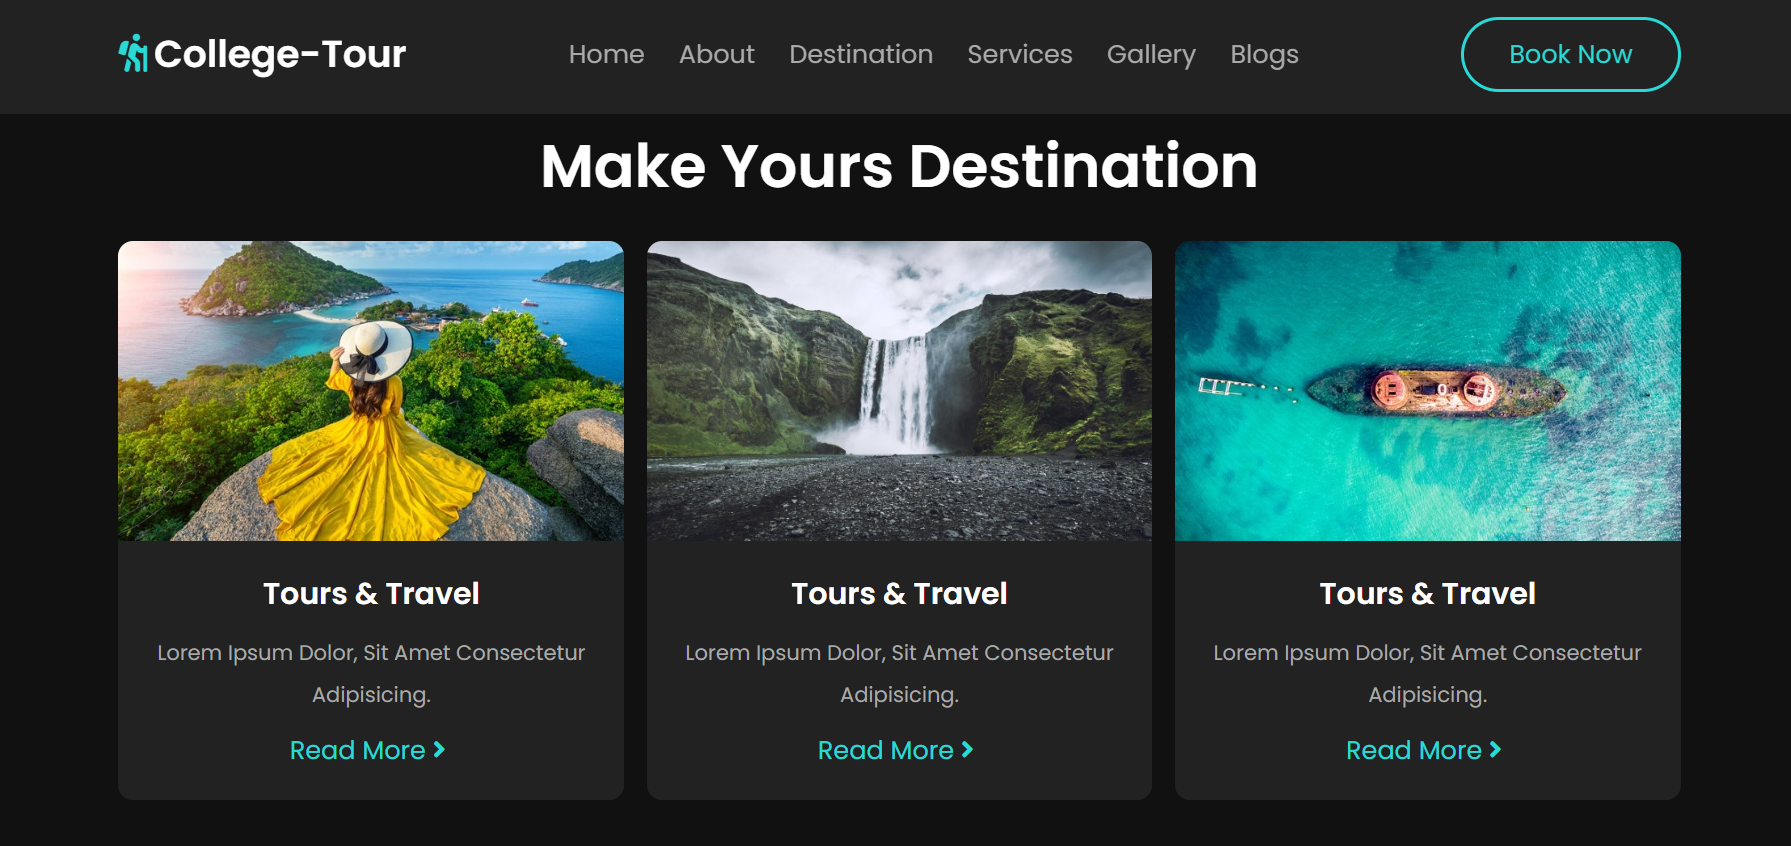 College-Tour
Home About Destination Services Gallery Blogs
Book Now
Make Yours Destination
Tours & Travel
Lorem Ipsum Dolor, Sit Amet Consectetur
Adipisicing.
Read More
Tours & Travel
Lorem Ipsum Dolor, Sit Amet Consectetur
Adipisicing.
Read More
Tours & Travel
Lorem Ipsum Dolor, Sit Amet Consectetur
Adipisicing.
Read More